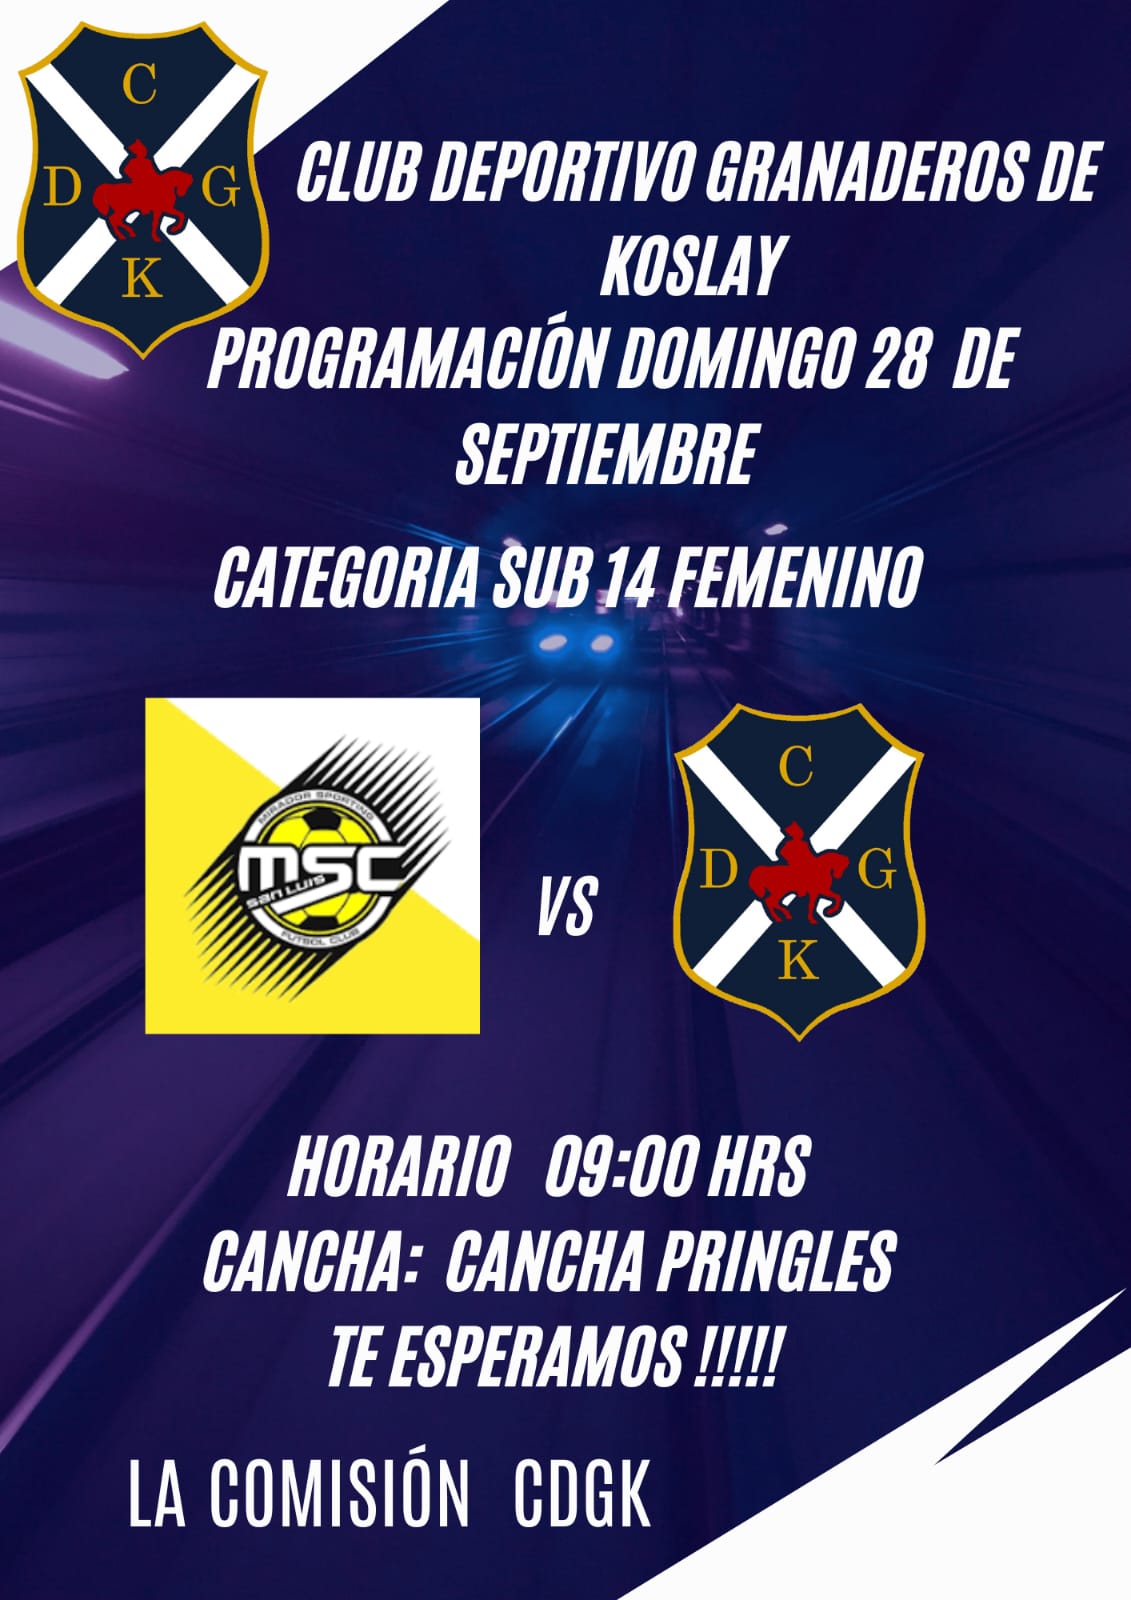 C
D G
K
CLUB DEPORTIVO GRANADEROS DE
KOSLAY
PROGRAMACIÓN DOMINGO 28 DE
SEPTIEMBRE
CATEGORIA SUB 14 FEMENINO
MIRADOR SPORTING
MSC
SAN LUIS
FUTBOL CLUB
VS
C
D G
K
HORARIO 09:00 HRS
CANCHA: CANCHA PRINGLES
TE ESPERAMOS !!!!!
LA COMISIÓN CDGK